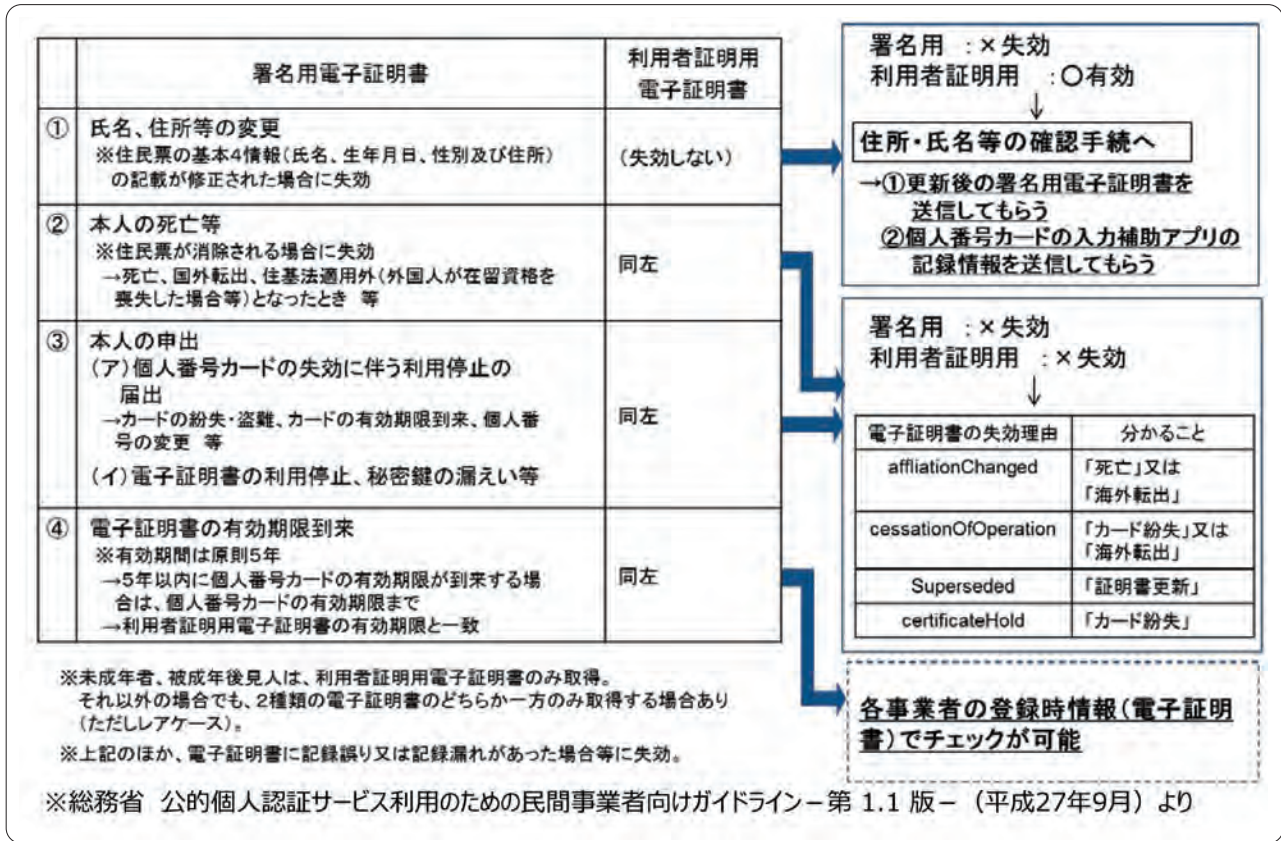 署名用電子証明書
利用者証明用
電子証明書
① 氏名、住所等の変更
※住民票の基本4情報(氏名、生年月日、性別及び住所)
の記載が修正された場合に失効
(失効しない)
② 本人の死亡等
※住民票が消除される場合に失効
→死亡、国外転出、住基法適用外(外国人が在留資格を
喪失した場合等)となったとき 等
同左
③ 本人の申出
(ア)個人番号カードの失効に伴う利用停止の
届出
→カードの紛失・盗難、カードの有効期限到来、個人番
号の変更 等
(イ)電子証明書の利用停止、秘密鍵の漏えい等
同左
④ 電子証明書の有効期限到来
※有効期間は原則5年
→5年以内に個人番号カードの有効期限が到来する場
合は、個人番号カードの有効期限まで
→利用者証明用電子証明書の有効期限と一致
同左
※未成年者、被成年後見人は、利用者証明用電子証明書のみ取得。
それ以外の場合でも、2種類の電子証明書のどちらか一方のみ取得する場合あり
(ただしレアケース)。
※上記のほか、電子証明書に記録誤り又は記録漏れがあった場合等に失効。
署名用 :×失効
利用者証明用 :〇有効
↓
住所・氏名等の確認手続へ
→①更新後の署名用電子証明書を
送信してもらう
②個人番号カードの入力補助アプリの
記録情報を送信してもらう
署名用 :×失効
利用者証明用 :×失効
↓
電子証明書の失効理由 分かること
affliationChanged 「死亡」又は
「海外転出」
cessationOfOperation 「カード紛失」又は
「海外転出」
Superseded 「証明書更新」
certificateHold 「カード紛失」
各事業者の登録時情報(電子証明
書)でチェックが可能
※総務省 公的個人認証サービス利用のための民間事業者向けガイドライン-第 1.1 版- (平成27年9月) より